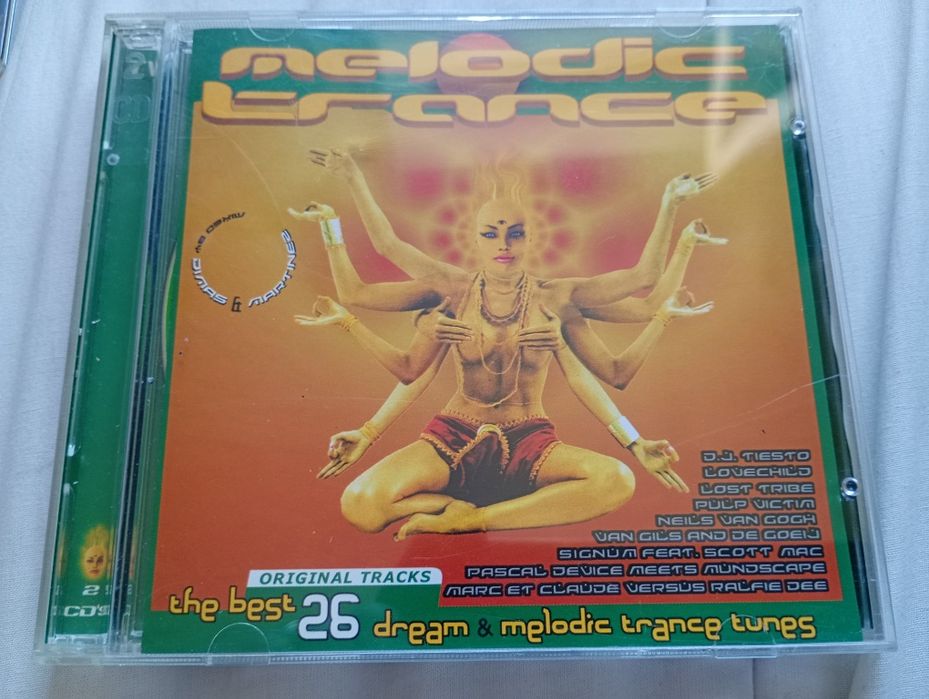 melodic
trance
MIXED BY DIMAS & MARTINEZ
D.J. TIESTO
LOVECHILD
LOST TRIBE
PULP VICTIM
NEILS VAN GOGH
VAN GILS AND DE GOEIJ
SIGNUM FEAT. SCOTT MAC
PASCAL DEVICE MEETS MUNDSCAPE
MARC ET CLAUDE VERSUS RALFIE DEE
ORIGINAL TRACKS
the best 26 dream & melodic trance tunes
2
CD'S